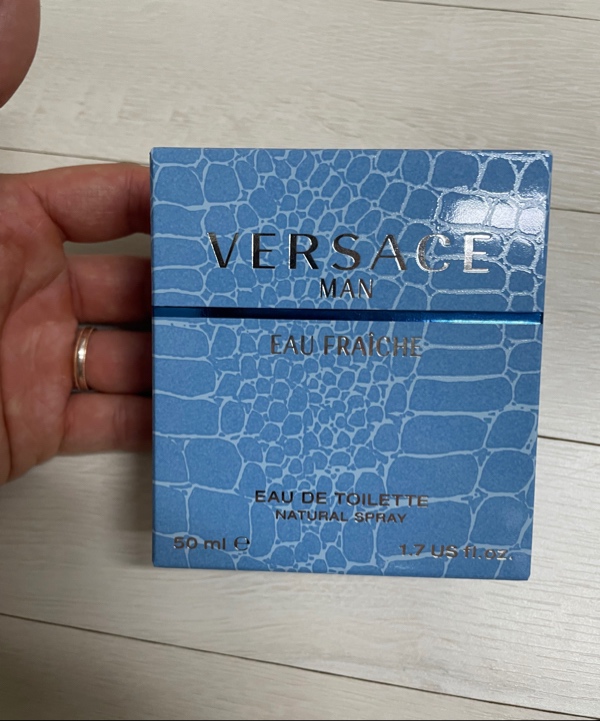 VERSACE
MAN
EAU FRAÎCHE
EAU DE TOILETTE
NATURAL SPRAY
50 ml ℮ 1.7 US fl. oz.